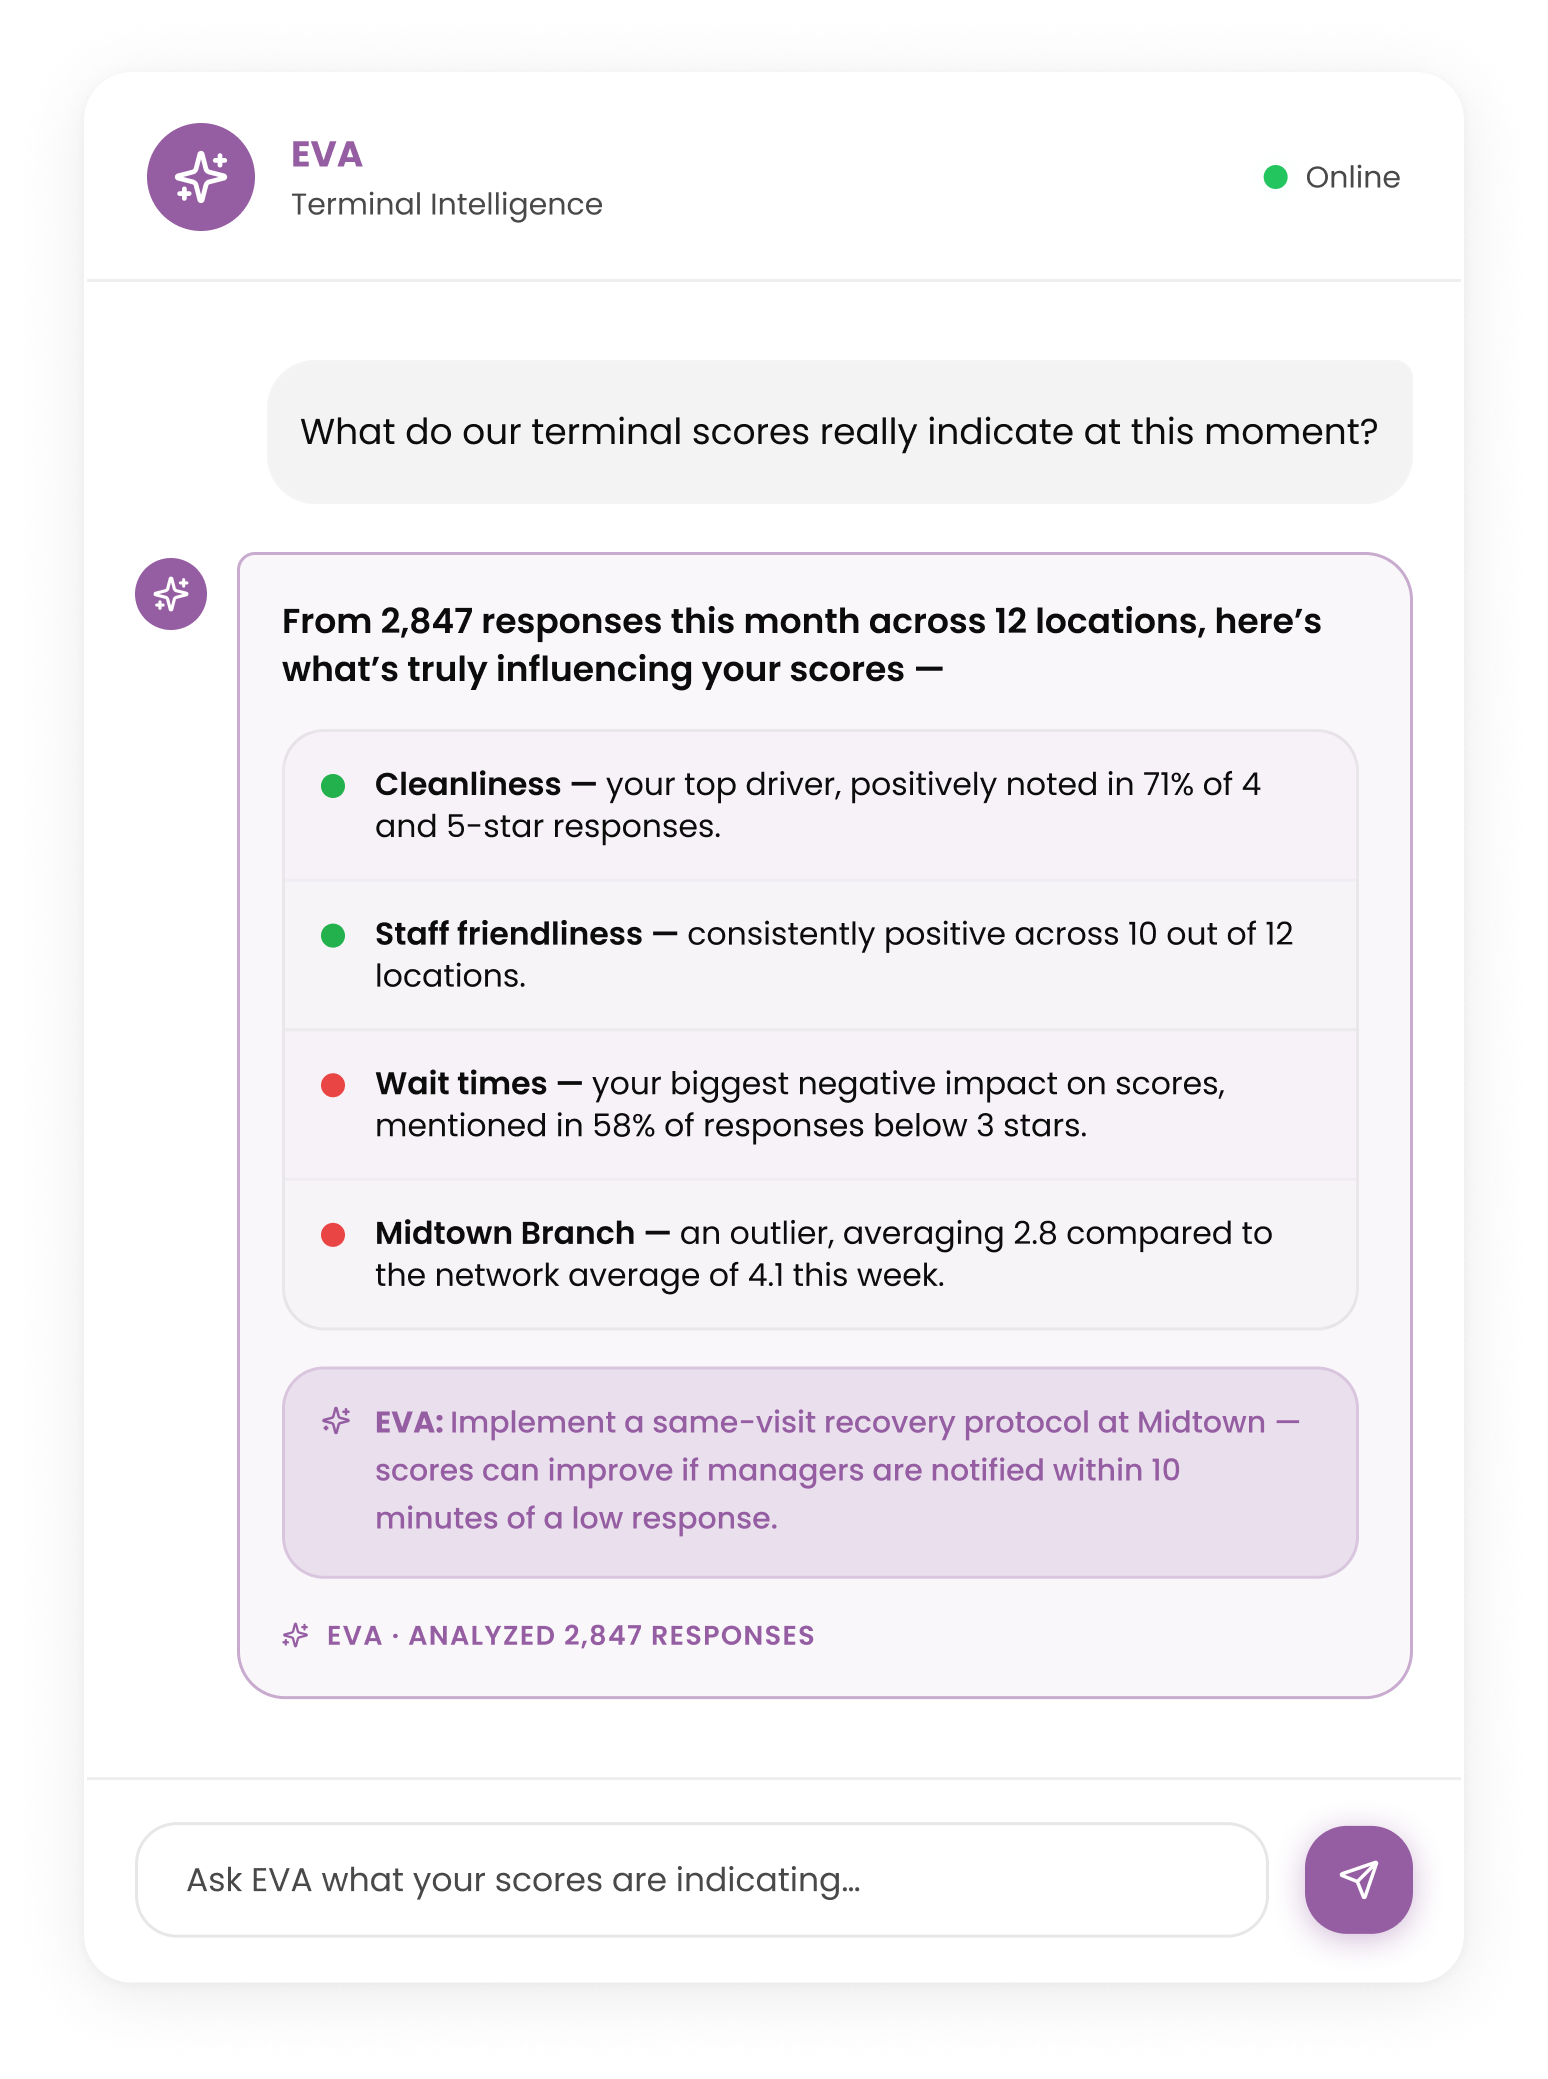 EVA
Terminal Intelligence
Online
What do our terminal scores really indicate at this moment?
From 2,847 responses this month across 12 locations, here’s
what’s truly influencing your scores —
Cleanliness — your top driver, positively noted in 71% of 4
and 5-star responses.
Staff friendliness — consistently positive across 10 out of 12
locations.
Wait times — your biggest negative impact on scores,
mentioned in 58% of responses below 3 stars.
Midtown Branch — an outlier, averaging 2.8 compared to
the network average of 4.1 this week.
EVA: Implement a same-visit recovery protocol at Midtown —
scores can improve if managers are notified within 10
minutes of a low response.
EVA · ANALYZED 2,847 RESPONSES
Ask EVA what your scores are indicating...